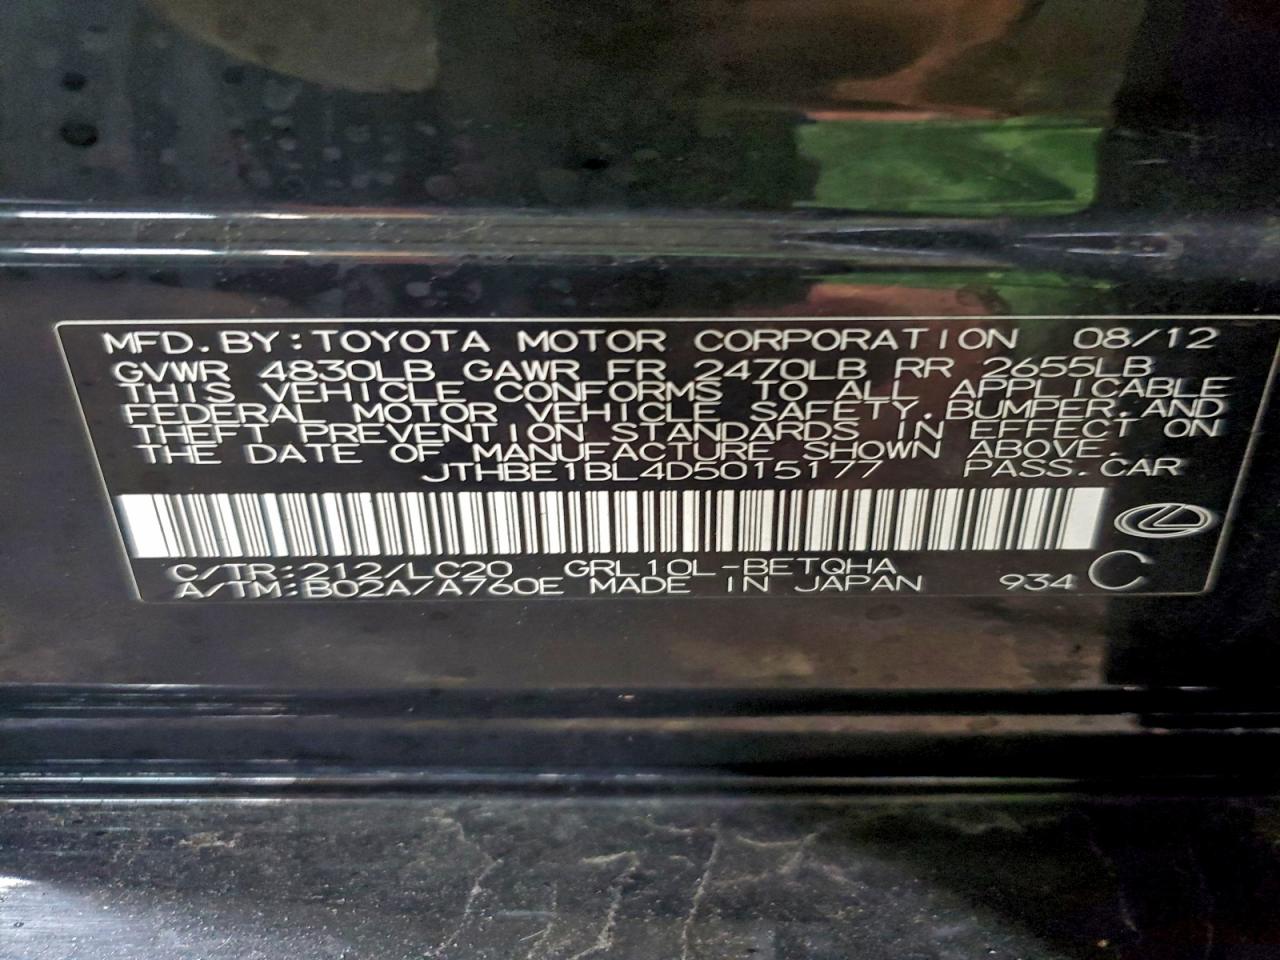 MFD. BY: TOYOTA MOTOR CORPORATION 08/12
GVWR 4830LB GAWR FR 2470LB RR 2655LB
THIS VEHICLE CONFORMS TO ALL APPLICABLE
FEDERAL MOTOR VEHICLE SAFETY, BUMPER, AND
THEFT PREVENTION STANDARDS IN EFFECT ON
THE DATE OF MANUFACTURE SHOWN ABOVE.
JTHBE1BL4D5015177 PASS. CAR
C/TR: 212/LC20 GRL10L-BETQHA
A/TM: B02A/A760E MADE IN JAPAN 934 C